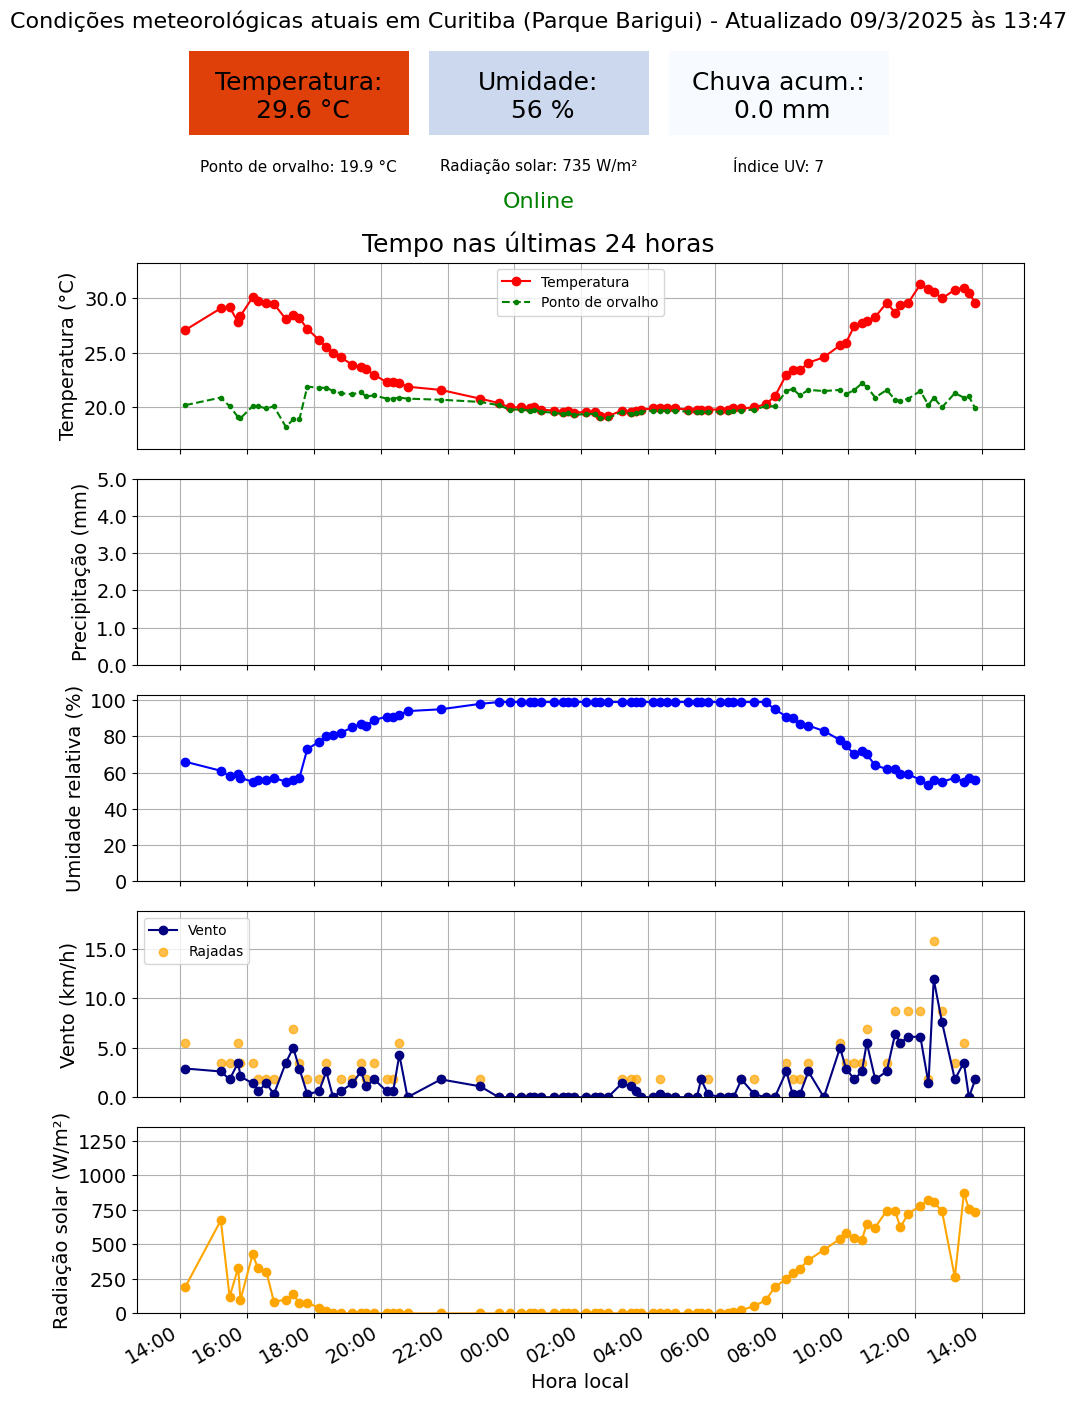 Condições meteorológicas atuais em Curitiba (Parque Barigui) - Atualizado 09/3/2025 às 13:47
Temperatura:
29.6 °C
Umidade:
56 %
Chuva acum.:
0.0 mm
Ponto de orvalho: 19.9 °C
Radiação solar: 735 W/m²
Índice UV: 7
Online
Tempo nas últimas 24 horas
Temperatura (°C)
30.0
25.0
20.0
Temperatura
Ponto de orvalho
Precipitação (mm)
5.0
4.0
3.0
2.0
1.0
0.0
Umidade relativa (%)
100
80
60
40
20
0
Vento (km/h)
15.0
10.0
5.0
0.0
Vento
Rajadas
Radiação solar (W/m²)
1250
1000
750
500
250
0
14:00
16:00
18:00
20:00
22:00
00:00
02:00
04:00
06:00
08:00
10:00
12:00
14:00
Hora local